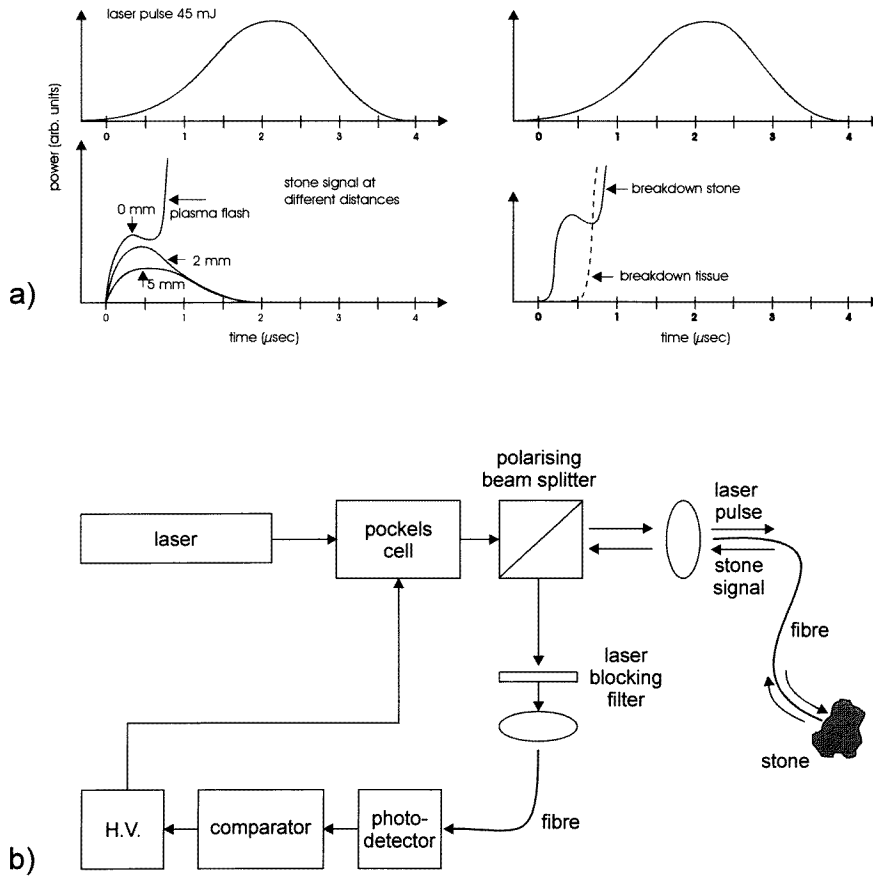 laser pulse 45 mJ
power (arb. units)
0 1 2 3 4
0 1 2 3 4
stone signal at
different distances
0 mm
plasma flash
2 mm
5 mm
breakdown stone
breakdown tissue
a)
0 1 2 3 4
time (μsec)
0 1 2 3 4
time (μsec)
polarising
beam splitter
laser
pockels
cell
laser
pulse
stone
signal
fibre
laser
blocking
filter
stone
H.V.
comparator
photo-
detector
fibre
b)